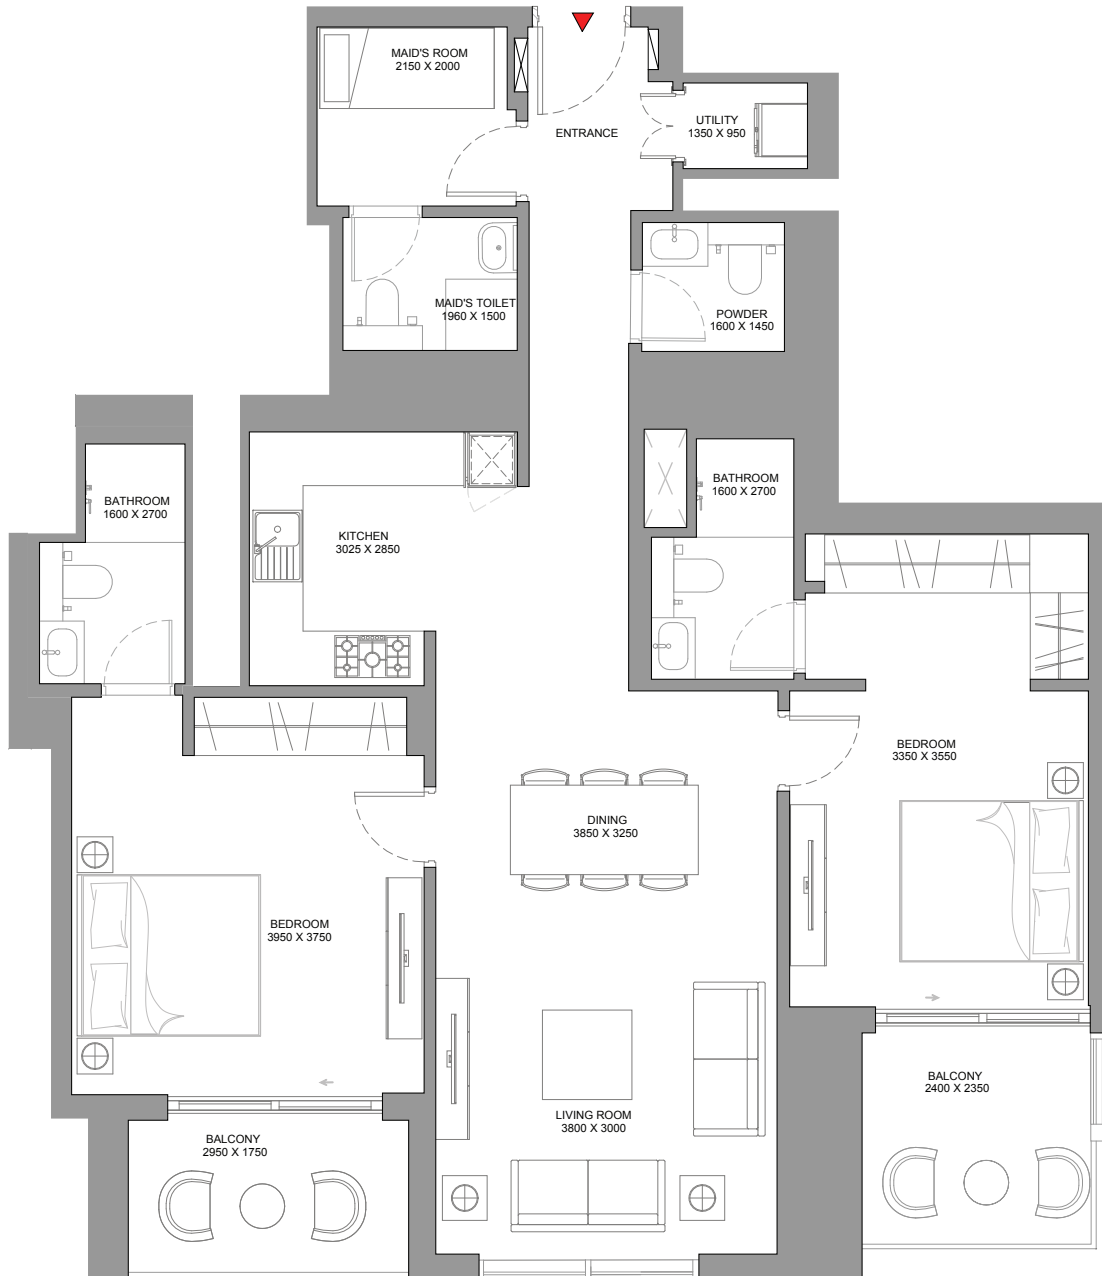 MAID'S ROOM
2150 X 2000
ENTRANCE
UTILITY
1350 X 950
MAID'S TOILET
1960 X 1500
POWDER
1600 X 1450
BATHROOM
1600 X 2700
KITCHEN
3025 X 2850
BATHROOM
1600 X 2700
BEDROOM
3350 X 3550
DINING
3850 X 3250
BEDROOM
3950 X 3750
BALCONY
2400 X 2350
LIVING ROOM
3800 X 3000
BALCONY
2950 X 1750